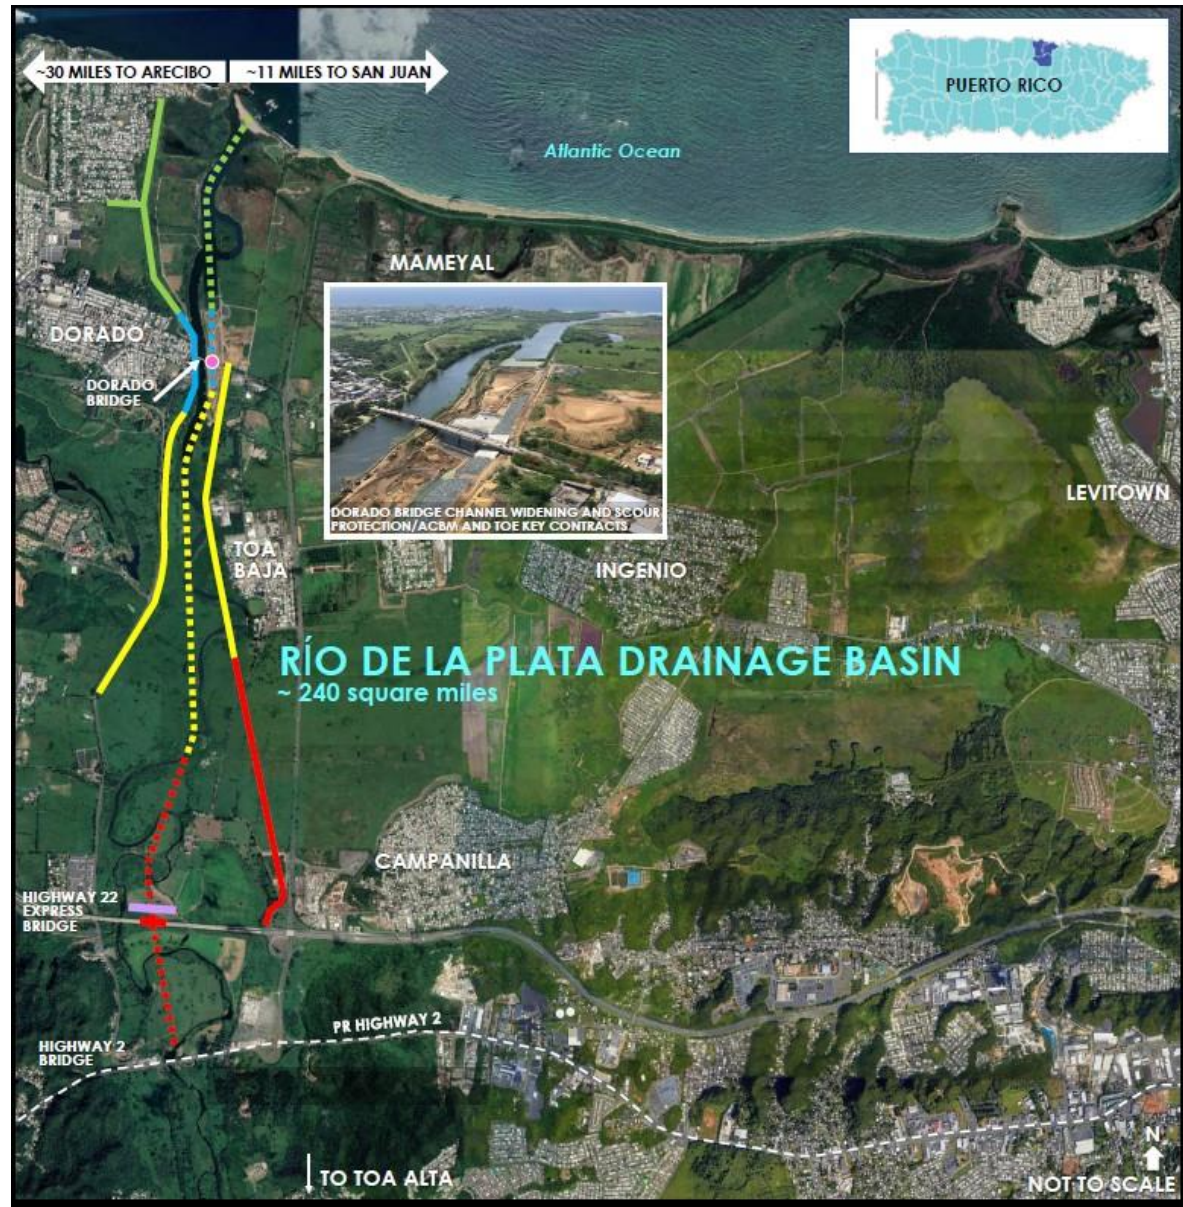 ~30 MILES TO ARECIBO
~11 MILES TO SAN JUAN
PUERTO RICO
Atlantic Ocean
MAMEYAL
DORADO
DORADO
BRIDGE
DORADO BRIDGE CHANNEL WIDENING AND SCOUR
PROTECTION/ACBM AND TOE KEY CONTRACTS
LEVITOWN
TOA
BAJA
INGENIO
RÍO DE LA PLATA DRAINAGE BASIN
~ 240 square miles
CAMPANILLA
HIGHWAY 22
EXPRESS
BRIDGE
PR HIGHWAY 2
HIGHWAY 2
BRIDGE
N
TO TOA ALTA
NOT TO SCALE